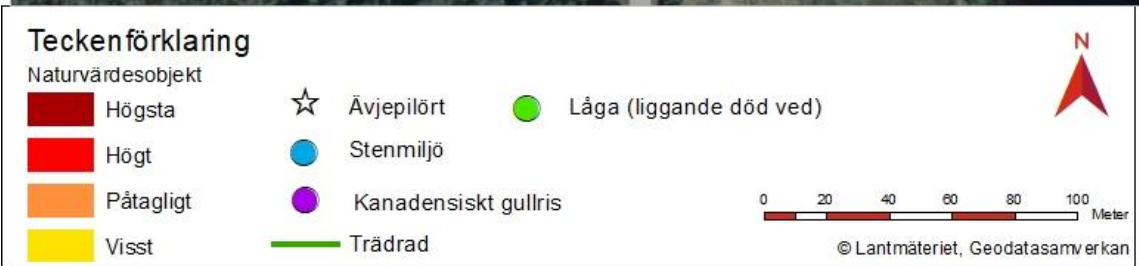 Teckenförklaring
N
Naturvärdesobjekt
Högsta
Ävjepilört
Låga (liggande död ved)
Högt
Stenmiljö
Påtagligt
Kanadensiskt gullris
0 20 40 60 80 100
Meter
Visst
Trädrad
© Lantmäteriet, Geodatasamverkan